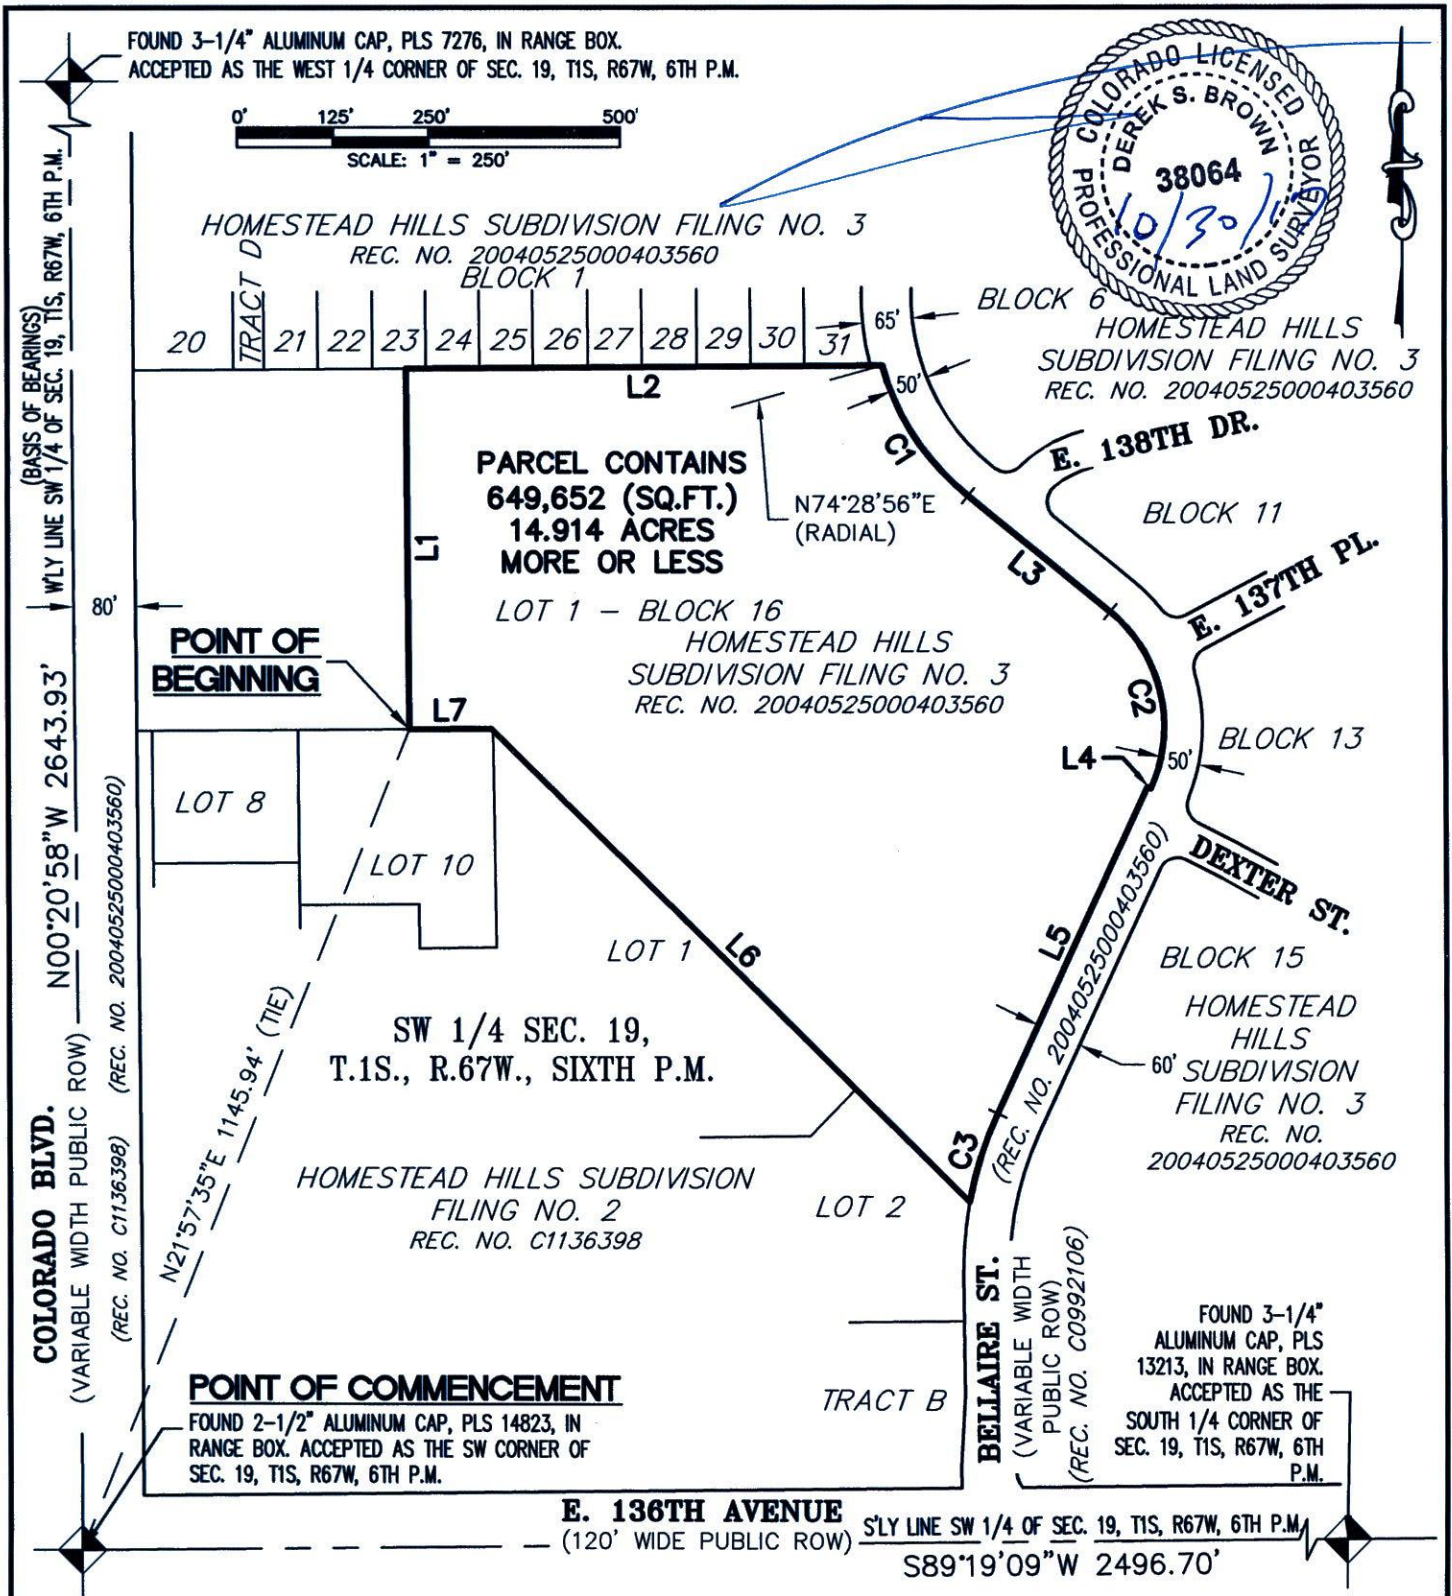 FOUND 3-1/4" ALUMINUM CAP, PLS 7276, IN RANGE BOX.
ACCEPTED AS THE WEST 1/4 CORNER OF SEC. 19, T1S, R67W, 6TH P.M.
0' 125' 250' 500'
SCALE: 1" = 250'
COLORADO LICENSED
DEREK S. BROWN
38064
10/30/
PROFESSIONAL LAND SURVEYOR
HOMESTEAD HILLS SUBDIVISION FILING NO. 3
REC. NO. 20040525000403560
BLOCK 1
20
TRACT D
21 22 23 24 25 26 27 28 29 30 31
65'
50'
BLOCK 6
HOMESTEAD HILLS
SUBDIVISION FILING NO. 3
REC. NO. 20040525000403560
L2
C1
E. 138TH DR.
BLOCK 11
E. 137TH PL.
(BASIS OF BEARINGS)
W'LY LINE SW 1/4 OF SEC. 19, T1S, R67W, 6TH P.M.
N00°20'58"W 2643.93'
80'
L1
PARCEL CONTAINS
649,652 (SQ.FT.)
14.914 ACRES
MORE OR LESS
N74°28'56"E
(RADIAL)
L3
LOT 1 - BLOCK 16
HOMESTEAD HILLS
SUBDIVISION FILING NO. 3
REC. NO. 20040525000403560
POINT OF
BEGINNING
L7
C2
L4
50'
BLOCK 13
LOT 8
LOT 10
DEXTER ST.
LOT 1
L6
L5
(REC. NO. 20040525000403560)
BLOCK 15
HOMESTEAD
HILLS
SUBDIVISION
FILING NO. 3
REC. NO.
20040525000403560
60'
SW 1/4 SEC. 19,
T.1S., R.67W., SIXTH P.M.
C3
HOMESTEAD HILLS SUBDIVISION
FILING NO. 2
REC. NO. C1136398
LOT 2
COLORADO BLVD.
(VARIABLE WIDTH PUBLIC ROW)
(REC. NO. C1136398) (REC. NO. 20040525000403560)
N21°57'35"E 1145.94' (TIE)
BELLAIRE ST.
(VARIABLE WIDTH
PUBLIC ROW)
(REC. NO. C0992106)
TRACT B
FOUND 3-1/4"
ALUMINUM CAP, PLS
13213, IN RANGE BOX.
ACCEPTED AS THE
SOUTH 1/4 CORNER OF
SEC. 19, T1S, R67W, 6TH
P.M.
POINT OF COMMENCEMENT
FOUND 2-1/2" ALUMINUM CAP, PLS 14823, IN
RANGE BOX. ACCEPTED AS THE SW CORNER OF
SEC. 19, T1S, R67W, 6TH P.M.
E. 136TH AVENUE
(120' WIDE PUBLIC ROW)
S'LY LINE SW 1/4 OF SEC. 19, T1S, R67W, 6TH P.M.
S89°19'09"W 2496.70'